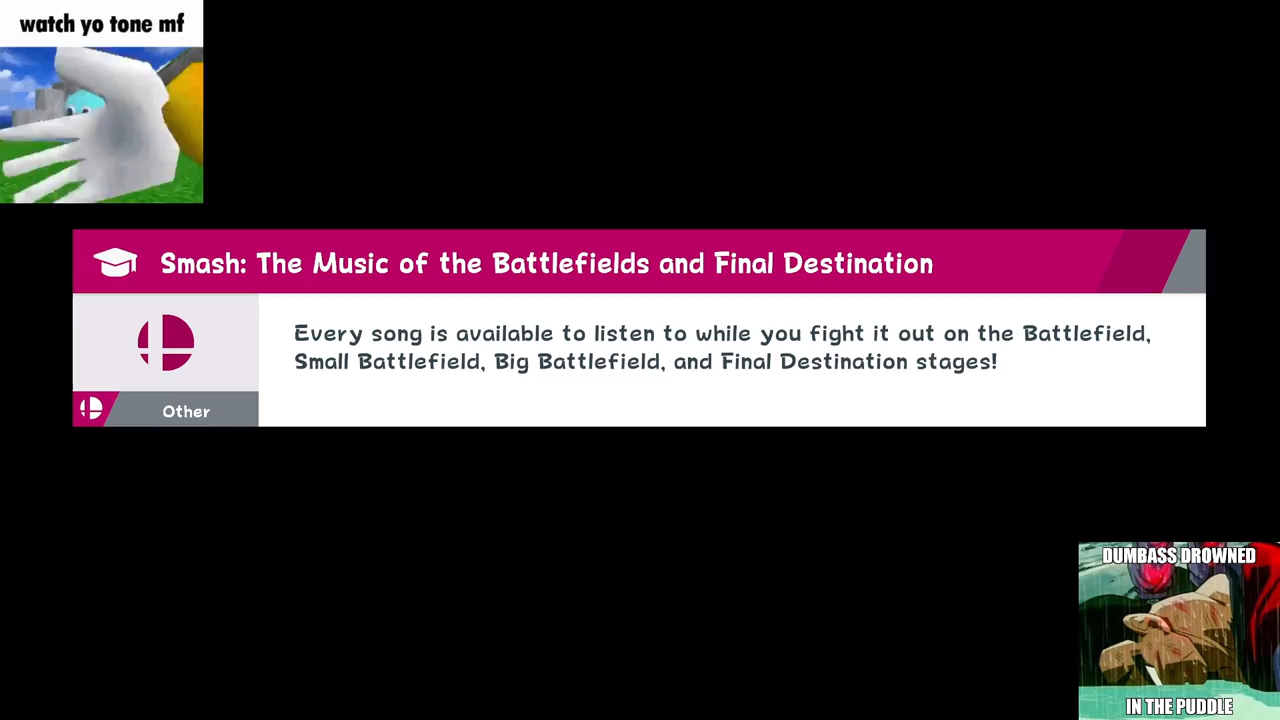 watch yo tone mf
Smash: The Music of the Battlefields and Final Destination
Every song is available to listen to while you fight it out on the Battlefield,
Small Battlefield, Big Battlefield, and Final Destination stages!
Other
DUMBASS DROWNED
IN THE PUDDLE